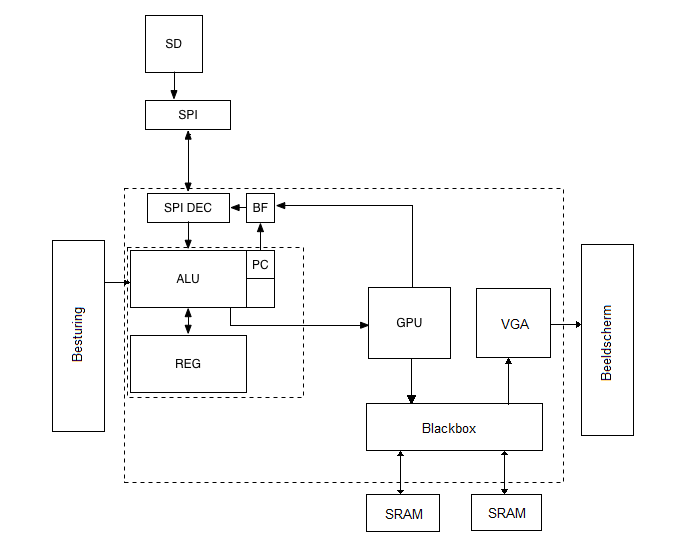 SD
SPI
SPI DEC
BF
ALU
PC
REG
Besturing
GPU
VGA
Beeldscherm
Blackbox
SRAM
SRAM